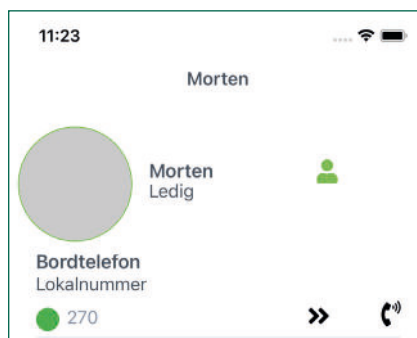 11:23
Morten
Morten
Ledig
Bordtelefon
Lokalnummer
270